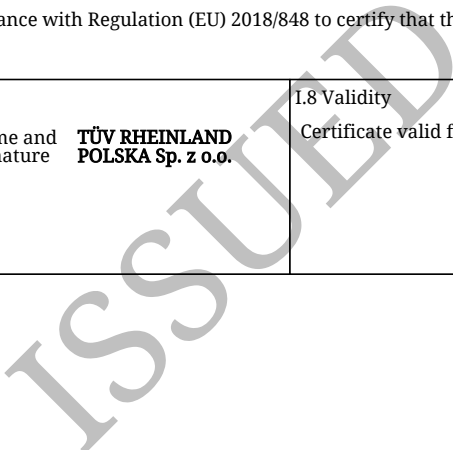 ance with Regulation (EU) 2018/848 to certify that th
me and
nature
TÜV RHEINLAND
POLSKA Sp. z o.o.
I.8 Validity
Certificate valid f
ISSUED